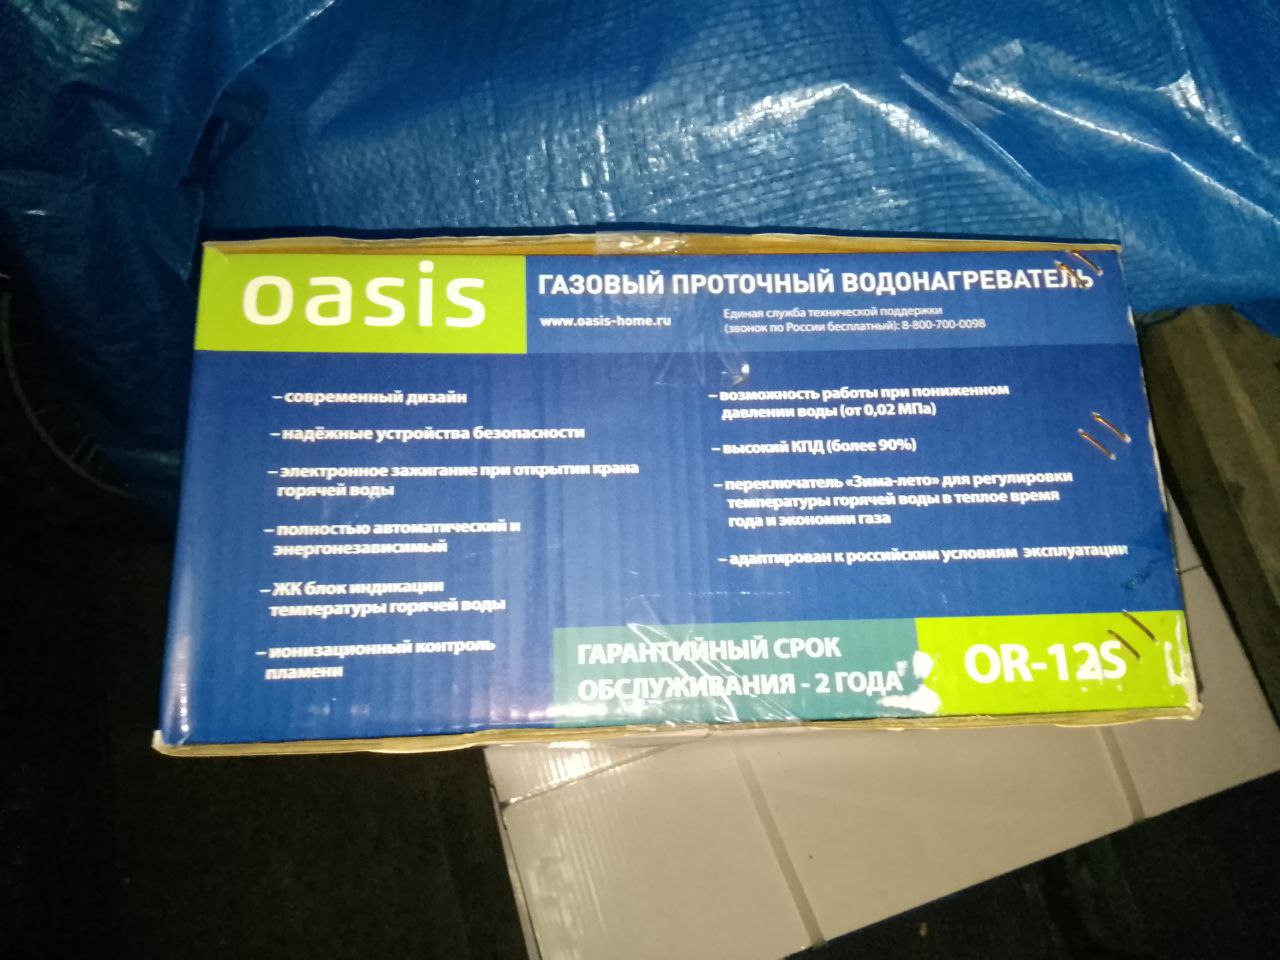 oasis
ГАЗОВЫЙ ПРОТОЧНЫЙ ВОДОНАГРЕВАТЕЛЬ
www.oasis-home.ru
Единая служба технической поддержки
(звонок по России бесплатный): 8-800-700-0098
– современный дизайн
– надёжные устройства безопасности
– электронное зажигание при открытии крана
горячей воды
– полностью автоматический и
энергонезависимый
– ЖК блок индикации
температуры горячей воды
– ионизационный контроль
пламени
– возможность работы при пониженном
давлении воды (от 0,02 МПа)
– высокий КПД (более 90%)
– переключатель «Зима-лето» для регулировки
температуры горячей воды в теплое время
года и экономии газа
– адаптирован к российским условиям эксплуатации
ГАРАНТИЙНЫЙ СРОК
ОБСЛУЖИВАНИЯ - 2 ГОДА
OR-12S